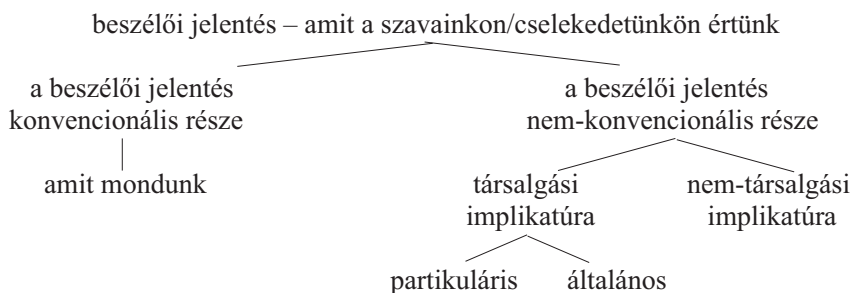 beszélői jelentés – amit a szavainkon/cselekedetünkön értünk
a beszélői jelentés
konvencionális része
a beszélői jelentés
nem-konvencionális része
amit mondunk
társalgási
implikatúra
nem-társalgási
implikatúra
partikuláris
általános